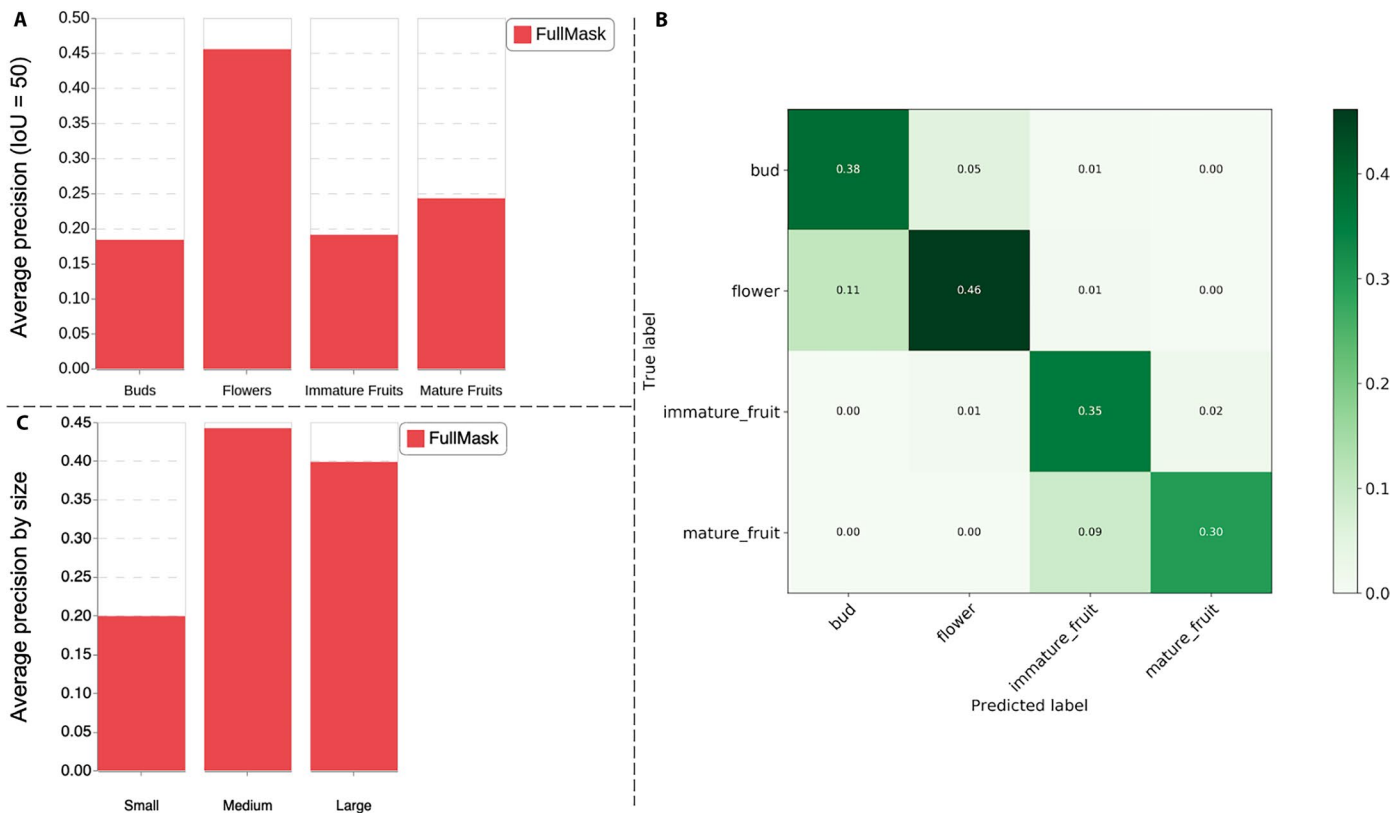 A
Average precision (IoU = 50)
0.50
0.45
0.40
0.35
0.30
0.25
0.20
0.15
0.10
0.05
0.00
FullMask
Buds Flowers Immature Fruits Mature Fruits
C
Average precision by size
0.45
0.40
0.35
0.30
0.25
0.20
0.15
0.10
0.05
0.00
FullMask
Small Medium Large
B
True label
bud 0.38 0.05 0.01 0.00
flower 0.11 0.46 0.01 0.00
immature_fruit 0.00 0.01 0.35 0.02
mature_fruit 0.00 0.00 0.09 0.30
bud flower immature_fruit mature_fruit
Predicted label
0.4
0.3
0.2
0.1
0.0